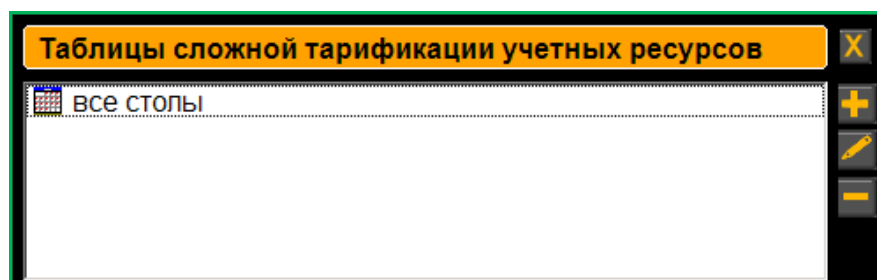 Таблицы сложной тарификации учетных ресурсов
X
все столы